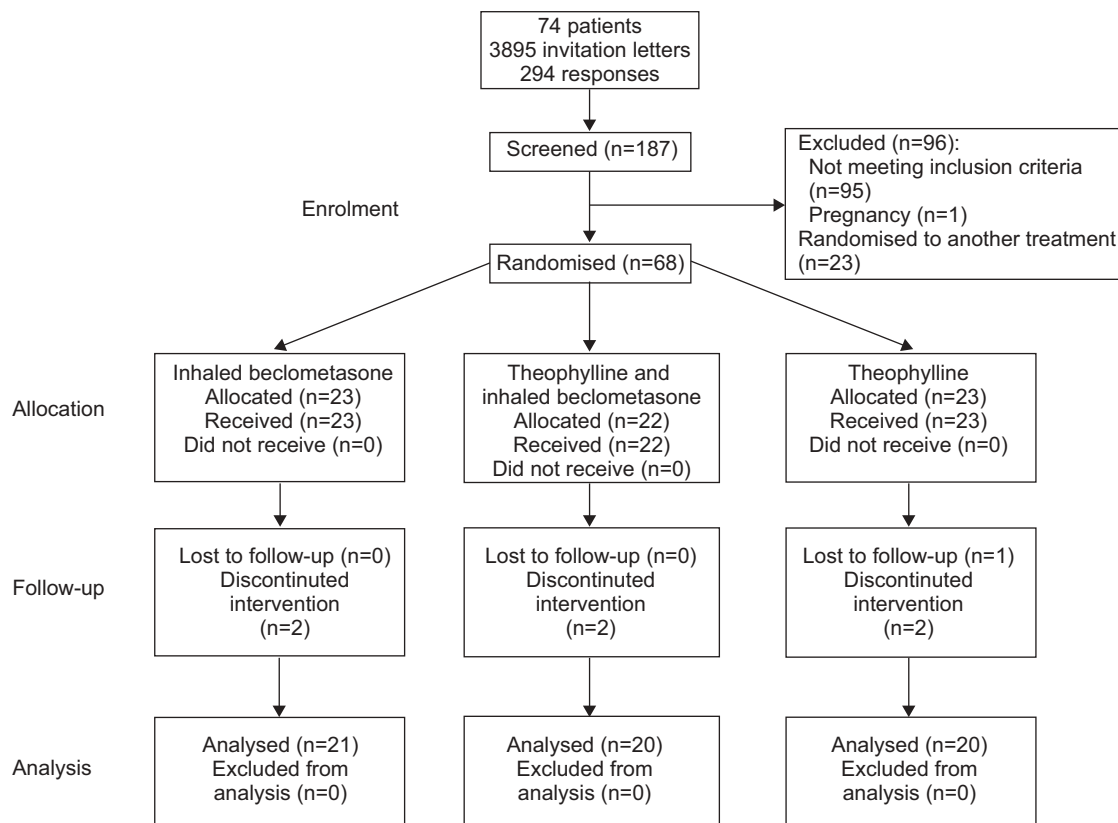 74 patients
3895 invitation letters
294 responses
Screened (n=187)
Excluded (n=96):
Not meeting inclusion criteria
(n=95)
Pregnancy (n=1)
Randomised to another treatment
(n=23)
Enrolment
Randomised (n=68)
Allocation
Inhaled beclometasone
Allocated (n=23)
Received (n=23)
Did not receive (n=0)
Theophylline and
inhaled beclometasone
Allocated (n=22)
Received (n=22)
Did not receive (n=0)
Theophylline
Allocated (n=23)
Received (n=23)
Did not receive (n=0)
Follow-up
Lost to follow-up (n=0)
Discontinuted
intervention
(n=2)
Lost to follow-up (n=0)
Discontinuted
intervention
(n=2)
Lost to follow-up (n=1)
Discontinuted
intervention
(n=2)
Analysis
Analysed (n=21)
Excluded from
analysis (n=0)
Analysed (n=20)
Excluded from
analysis (n=0)
Analysed (n=20)
Excluded from
analysis (n=0)